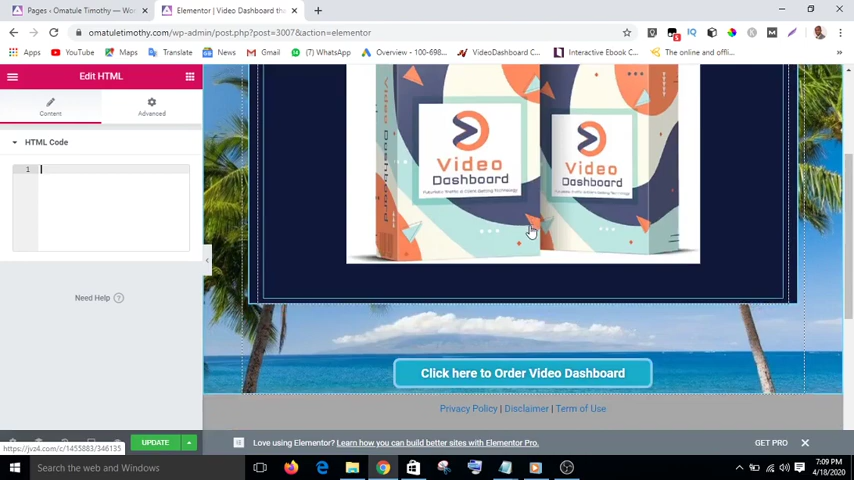 Pages ‹ Omatule Timothy — Wor
Elementor | Video Dashboard tha
omatuletimothy.com/wp-admin/post.php?post=3007&action=elementor
Apps
YouTube
Maps
Translate
News
Gmail
(7) WhatsApp
Overview - 100-698...
VideoDashboard C...
Interactive Ebook C...
The online and offli...
Edit HTML
Content
Advanced
HTML Code
1
Need Help
Video Dashboard
Video
Dashboard
Video
Dashboard
Click here to Order Video Dashboard
Privacy Policy | Disclaimer | Term of Use
UPDATE
https://jvz4.com/c/1455883/346135
Love using Elementor? Learn how you can build better sites with Elementor Pro.
GET PRO
Search the web and Windows
7:09 PM
4/18/2020